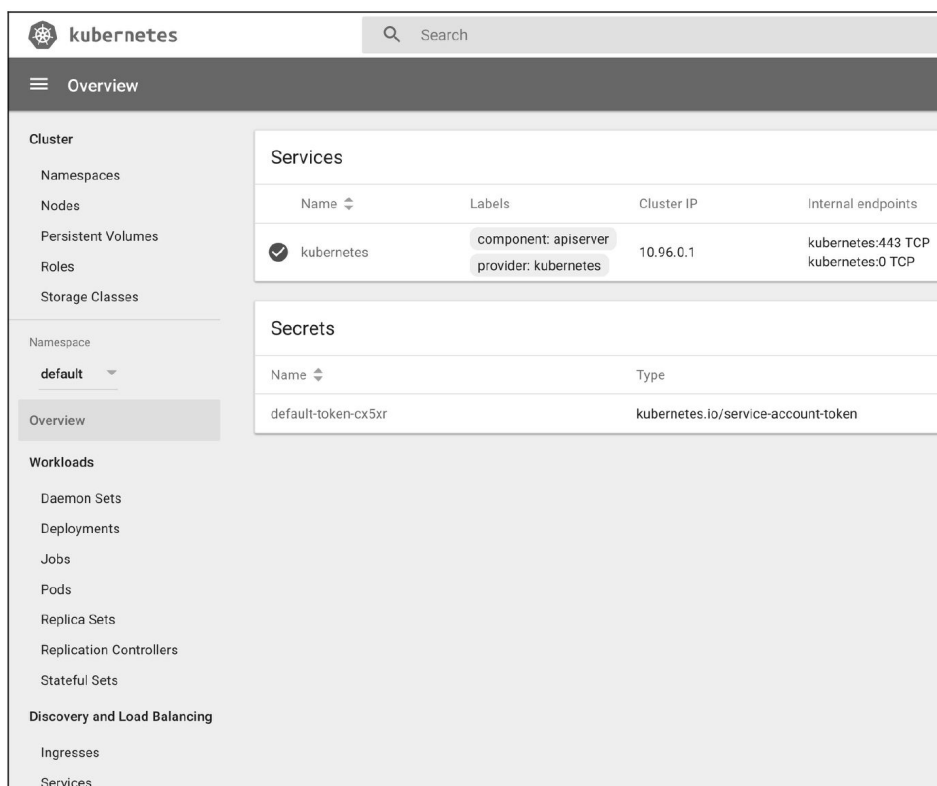 kubernetes
Search
Overview
Cluster
Namespaces
Nodes
Persistent Volumes
Roles
Storage Classes
Namespace
default
Overview
Workloads
Daemon Sets
Deployments
Jobs
Pods
Replica Sets
Replication Controllers
Stateful Sets
Discovery and Load Balancing
Ingresses
Services
Services
Name Labels Cluster IP Internal endpoints
kubernetes component: apiserver 10.96.0.1 kubernetes:443 TCP
provider: kubernetes kubernetes:0 TCP
Secrets
Name Type
default-token-cx5xr kubernetes.io/service-account-token